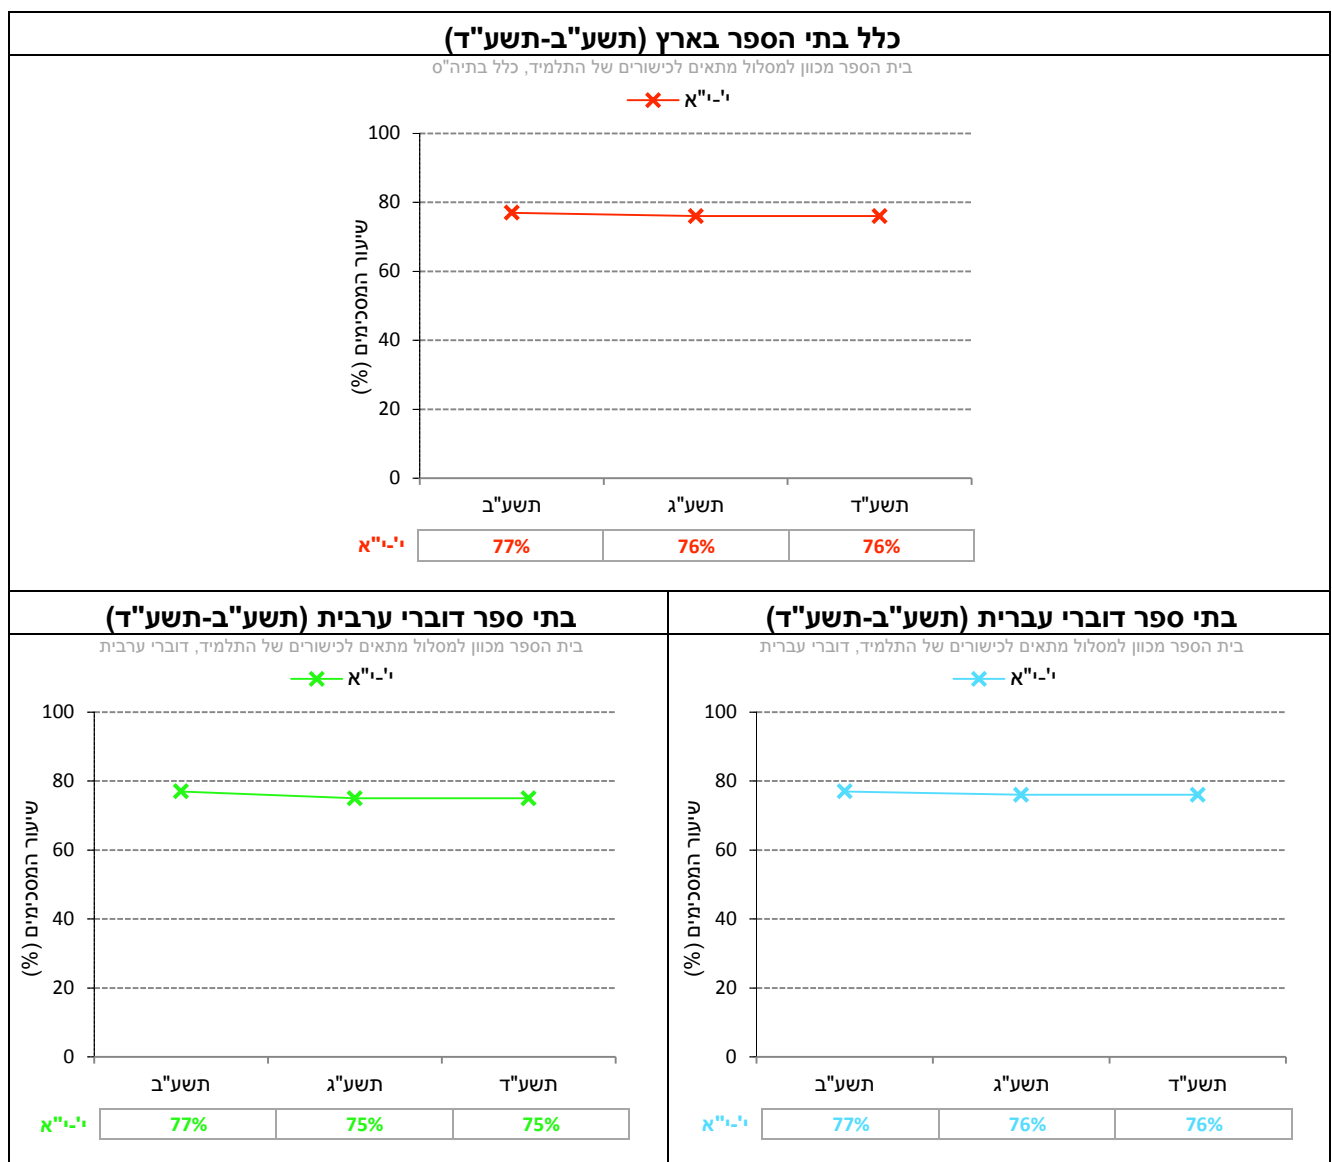 כלל בתי הספר בארץ (תשע"ב-תשע"ד)
בית הספר מכוון למסלול מתאים לכישורים של התלמיד, כלל בתיה"ס
י'-י"א
שיעור המסכימים (%)
100
80
60
40
20
0
תשע"ב תשע"ג תשע"ד
י'-י"א 77% 76% 76%
בתי ספר דוברי עברית (תשע"ב-תשע"ד)
בית הספר מכוון למסלול מתאים לכישורים של התלמיד, דוברי עברית
י'-י"א
שיעור המסכימים (%)
100
80
60
40
20
0
תשע"ב תשע"ג תשע"ד
י'-י"א 77% 76% 76%
בתי ספר דוברי ערבית (תשע"ב-תשע"ד)
בית הספר מכוון למסלול מתאים לכישורים של התלמיד, דוברי ערבית
י'-י"א
שיעור המסכימים (%)
100
80
60
40
20
0
תשע"ב תשע"ג תשע"ד
י'-י"א 77% 75% 75%